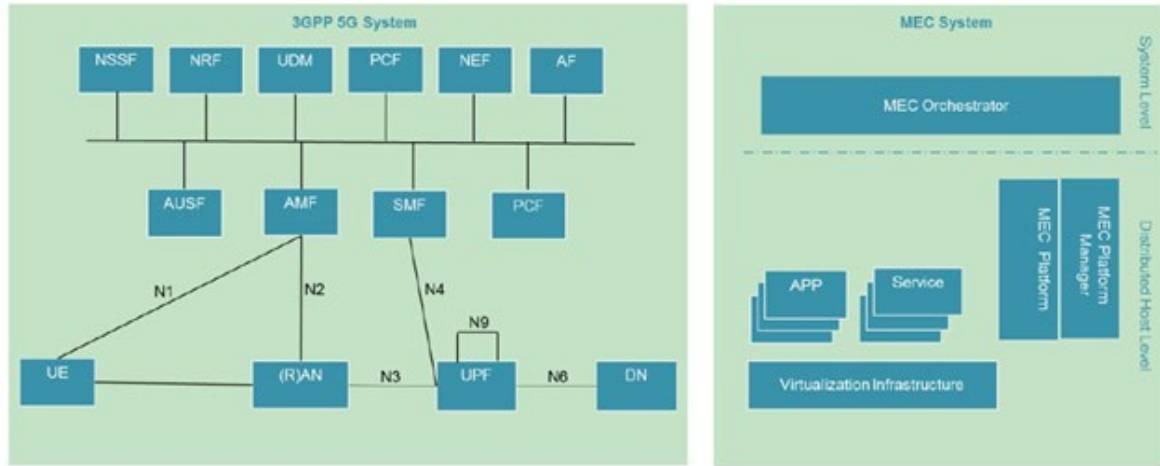 3GPP 5G System
NSSF
NRF
UDM
PCF
NEF
AF
AUSF
AMF
SMF
PCF
N1
N2
N4
N9
UE
(R)AN
N3
UPF
N6
DN
MEC System
System Level
MEC Orchestrator
Distributed Host Level
MEC Platform
MEC Platform
Manager
APP
Service
Virtualization Infrastructure